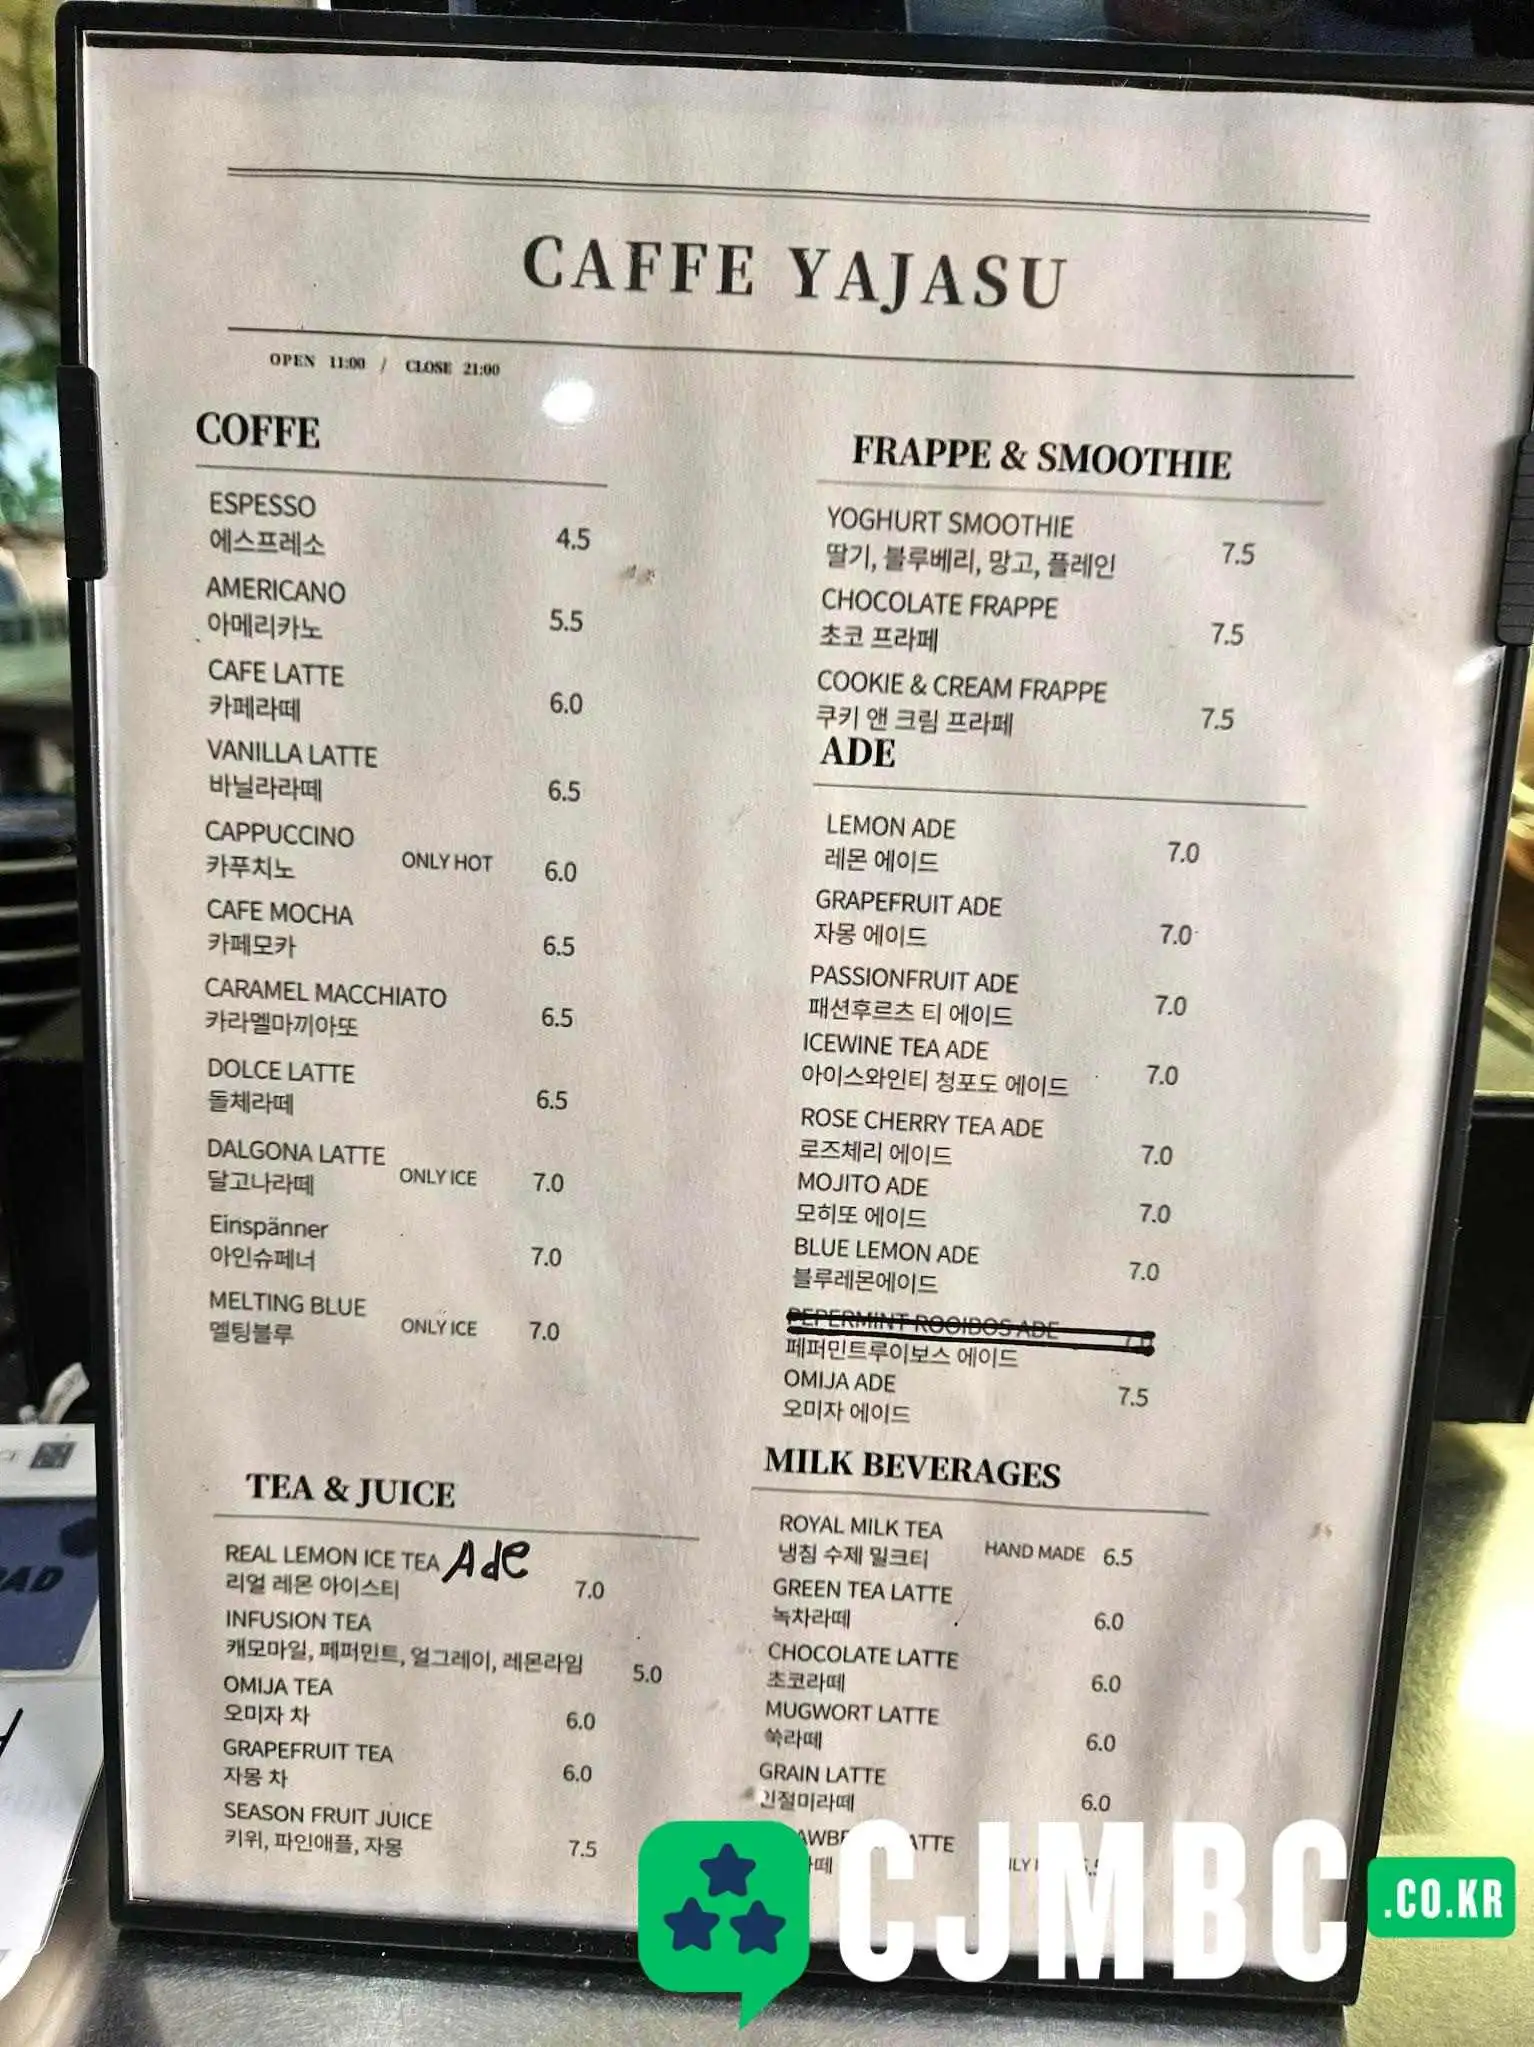 CAFFE YAJASU
OPEN 11:00 / CLOSE 21:00
COFFE
ESPESSO
에스프레소 4.5
AMERICANO
아메리카노 5.5
CAFE LATTE
카페라떼 6.0
VANILLA LATTE
바닐라라떼 6.5
CAPPUCCINO
카푸치노 ONLY HOT 6.0
CAFE MOCHA
카페모카 6.5
CARAMEL MACCHIATO
카라멜마끼아또 6.5
DOLCE LATTE
돌체라떼 6.5
DALGONA LATTE
달고나라떼 ONLY ICE 7.0
Einspänner
아인슈페너 7.0
MELTING BLUE
멜팅블루 ONLY ICE 7.0
TEA & JUICE
REAL LEMON ICE TEA Ade
리얼 레몬 아이스티 7.0
INFUSION TEA
캐모마일, 페퍼민트, 얼그레이, 레몬라임 5.0
OMIJA TEA
오미자 차 6.0
GRAPEFRUIT TEA
자몽 차 6.0
SEASON FRUIT JUICE
키위, 파인애플, 자몽 7.5
FRAPPE & SMOOTHIE
YOGHURT SMOOTHIE
딸기, 블루베리, 망고, 플레인 7.5
CHOCOLATE FRAPPE
초코 프라페 7.5
COOKIE & CREAM FRAPPE
쿠키 앤 크림 프라페 7.5
ADE
LEMON ADE
레몬 에이드 7.0
GRAPEFRUIT ADE
자몽 에이드 7.0
PASSIONFRUIT ADE
패션후르츠 티 에이드 7.0
ICEWINE TEA ADE
아이스와인티 청포도 에이드 7.0
ROSE CHERRY TEA ADE
로즈체리 에이드 7.0
MOJITO ADE
모히또 에이드 7.0
BLUE LEMON ADE
블루레몬에이드 7.0
PEPERMINT ROOIBOS ADE 7.0
페퍼민트루이보스 에이드
OMIJA ADE
오미자 에이드 7.5
MILK BEVERAGES
ROYAL MILK TEA
냉침 수제 밀크티 HAND MADE 6.5
GREEN TEA LATTE
녹차라떼 6.0
CHOCOLATE LATTE
초코라떼 6.0
MUGWORT LATTE
쑥라떼 6.0
GRAIN LATTE
인절미라떼 6.0
CJMBC
.CO.KR